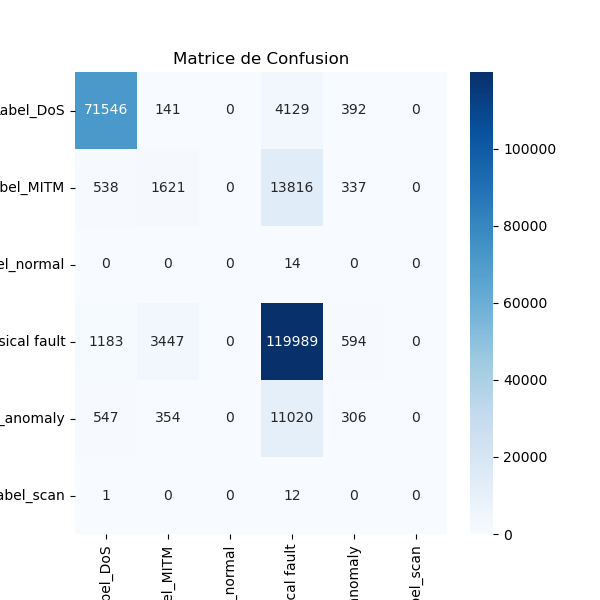 Matrice de Confusion
abel_DoS 71546 141 0 4129 392 0
bel_MITM 538 1621 0 13816 337 0
el_normal 0 0 0 14 0 0
sical fault 1183 3447 0 119989 594 0
_anomaly 547 354 0 11020 306 0
abel_scan 1 0 0 12 0 0
bel_DoS
el_MITM
_normal
cal fault
anomaly
el_scan
100000
80000
60000
40000
20000
0